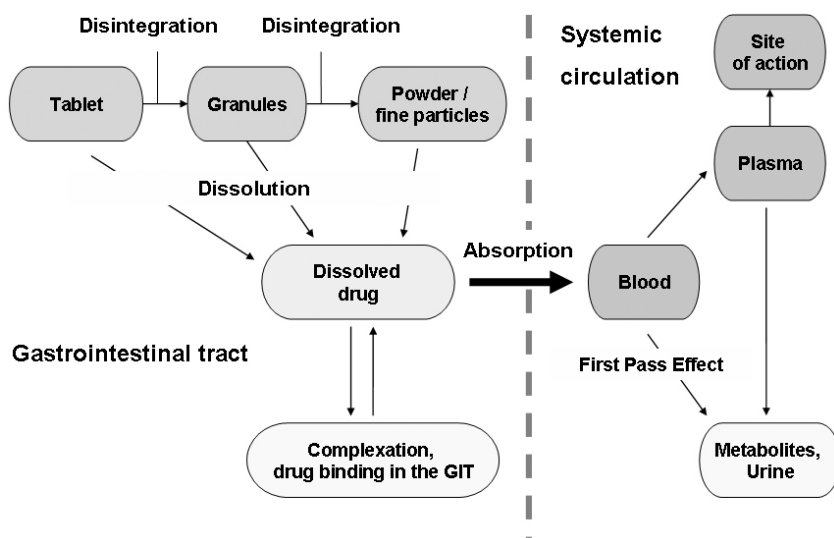 Disintegration
Disintegration
Systemic
circulation
Site
of action
Tablet
Granules
Powder /
fine particles
Plasma
Dissolution
Absorption
Dissolved
drug
Blood
Gastrointestinal tract
First Pass Effect
Complexation,
drug binding in the GIT
Metabolites,
Urine